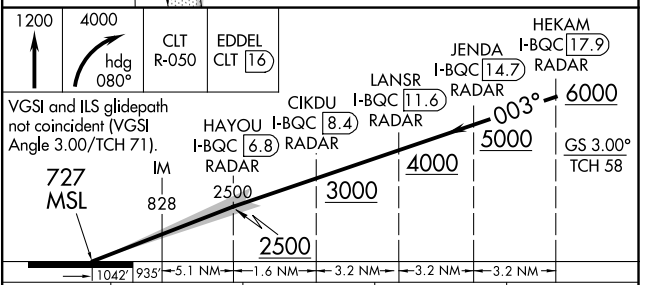 1200
4000
hdg
080°
CLT
R-050
EDDEL
CLT 16
VGSI and ILS glidepath
not coincident (VGSI
Angle 3.00/TCH 71).
HEKAM
I-BQC 17.9
RADAR
JENDA
I-BQC 14.7
RADAR
LANSR
I-BQC 11.6
RADAR
CIKDU
I-BQC 8.4
RADAR
HAYOU
I-BQC 6.8
RADAR
003°
6000
5000
4000
3000
2500
2500
GS 3.00°
TCH 58
IM
828
727
MSL
1042'
935'
5.1 NM
1.6 NM
3.2 NM
3.2 NM
3.2 NM